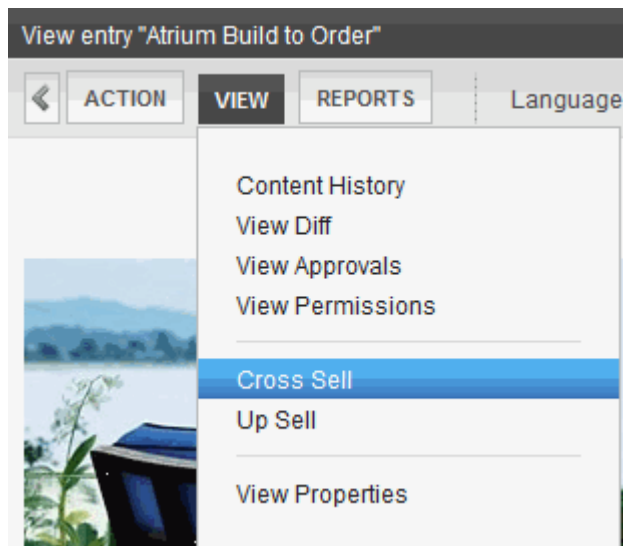 View entry "Atrium Build to Order"
ACTION VIEW REPORTS Language
Content History
View Diff
View Approvals
View Permissions
Cross Sell
Up Sell
View Properties